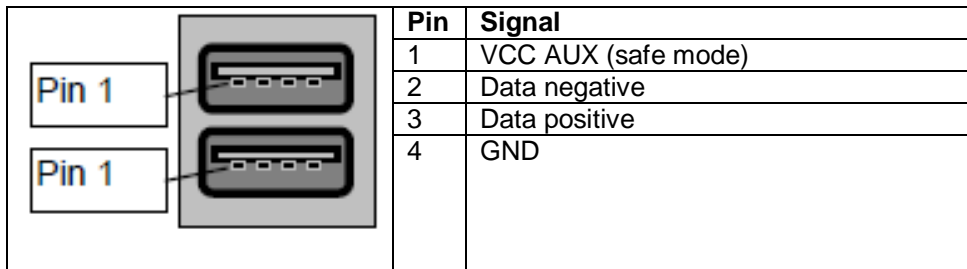 Pin Signal
1 VCC AUX (safe mode)
Pin 1
2 Data negative
3 Data positive
4 GND
Pin 1